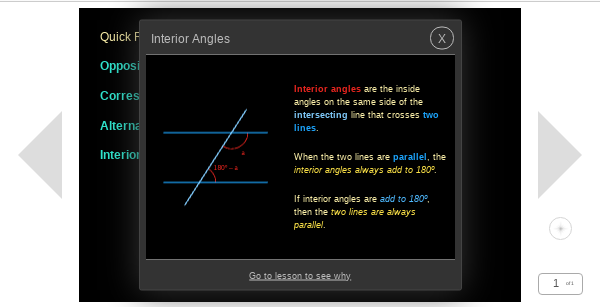 Quick
Interior Angles
X
Opposi
Corres
Alterna
Interior
Interior angles are the inside
angles on the same side of the
intersecting line that crosses two
lines.
When the two lines are parallel, the
interior angles always add to 180º.
If interior angles are add to 180º,
then the two lines are always
parallel.
a
180º – a
Go to lesson to see why
1 of 1